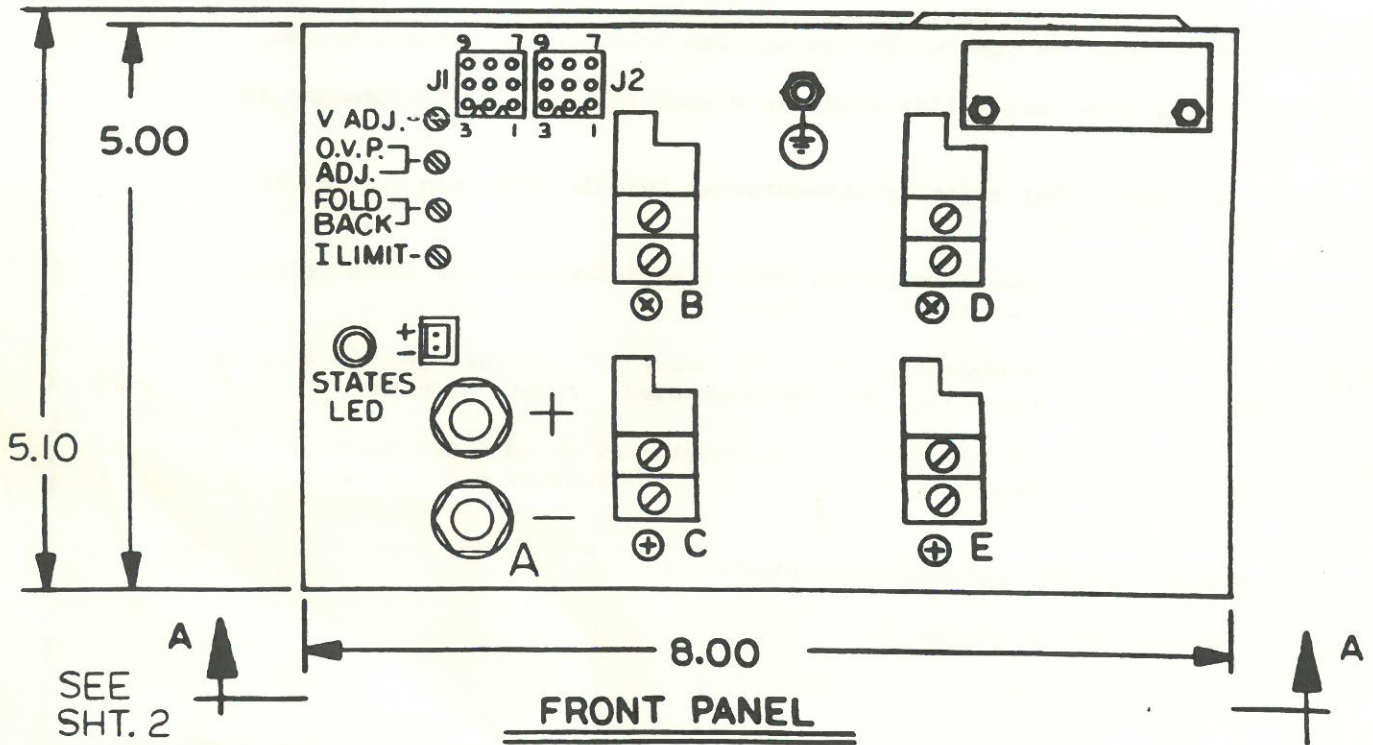 9 7 9 7
J1 J2
3 1 3 1
V ADJ.
O.V.P.
ADJ.
FOLD
BACK
I LIMIT
5.00
5.10
+
-
STATES
LED
+
-
A
B
C
D
E
A
A
8.00
SEE
SHT. 2
FRONT PANEL